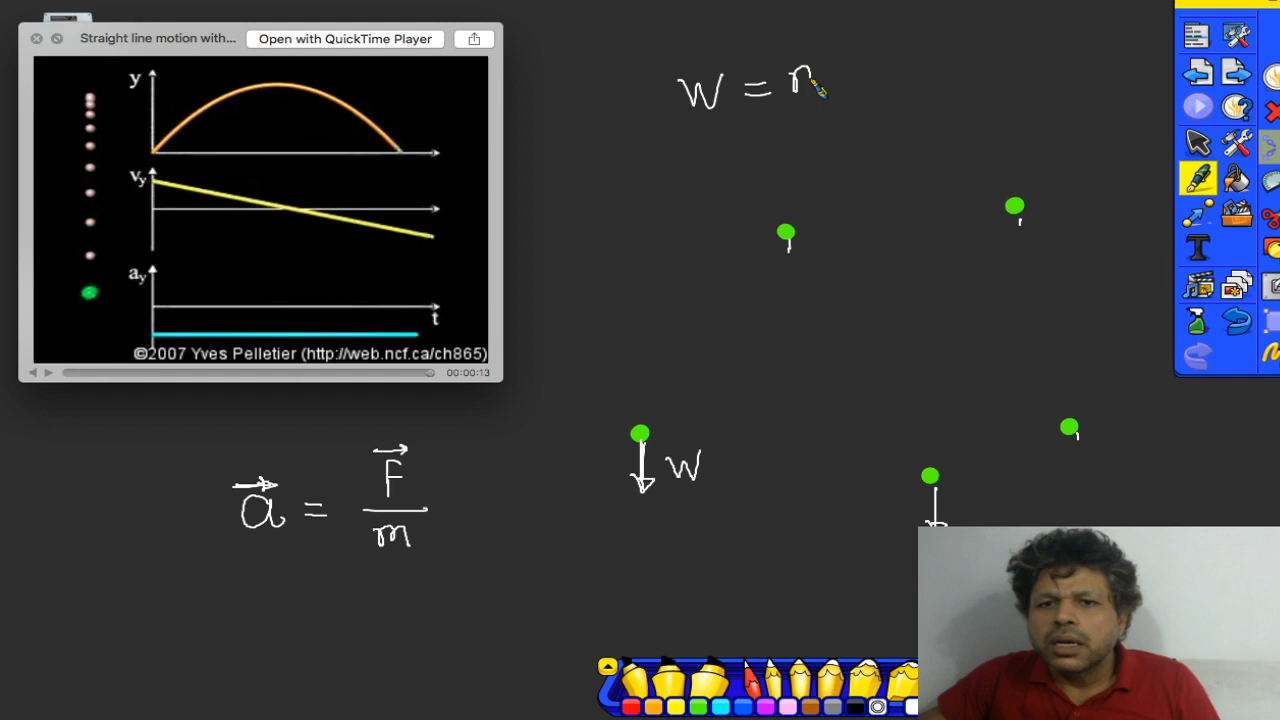 Straight line motion with... Open with QuickTime Player
y
vy
ay
t
©2007 Yves Pelletier (http://web.ncf.ca/ch865)
00:00:13
W =
W
a = F / m
T